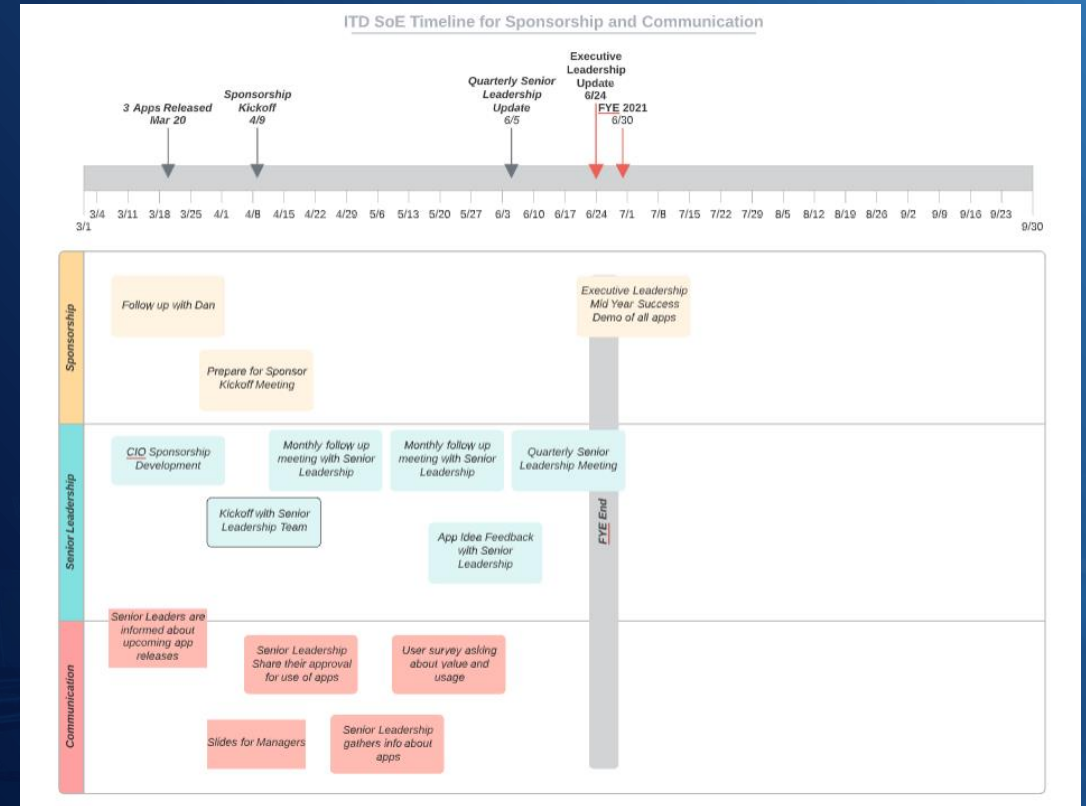 ITD SoE Timeline for Sponsorship and Communication
3 Apps Released
Mar 20
Sponsorship
Kickoff
4/9
Quarterly Senior
Leadership
Update
6/5
Executive
Leadership
Update
6/24
FYE 2021
6/30
3/4 3/11 3/18 3/25 4/1 4/8 4/15 4/22 4/29 5/6 5/13 5/20 5/27 6/3 6/10 6/17 6/24 7/1 7/8 7/15 7/22 7/29 8/5 8/12 8/19 8/26 9/2 9/9 9/16 9/23
3/1 9/30
Sponsorship
Follow up with Dan
Executive Leadership
Mid Year Success
Demo of all apps
Prepare for Sponsor
Kickoff Meeting
Senior Leadership
CIO Sponsorship
Development
Monthly follow up
meeting with Senior
Leadership
Monthly follow up
meeting with Senior
Leadership
Quarterly Senior
Leadership Meeting
Kickoff with Senior
Leadership Team
App Idea Feedback
with Senior
Leadership
FYE End
Communication
Senior Leaders are
informed about
upcoming app
releases
Senior Leadership
Share their approval
for use of apps
User survey asking
about value and
usage
Slides for Managers
Senior Leadership
gathers info about
apps